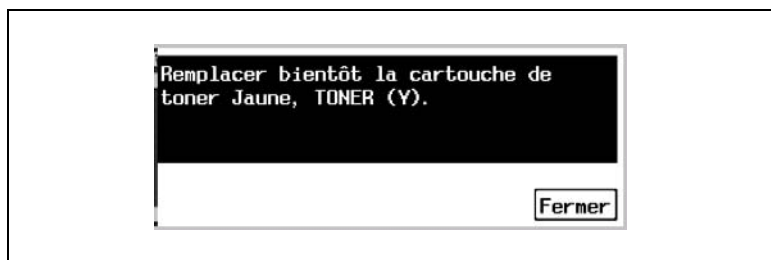 Remplacer bientôt la cartouche de
toner Jaune, TONER (Y).
Fermer